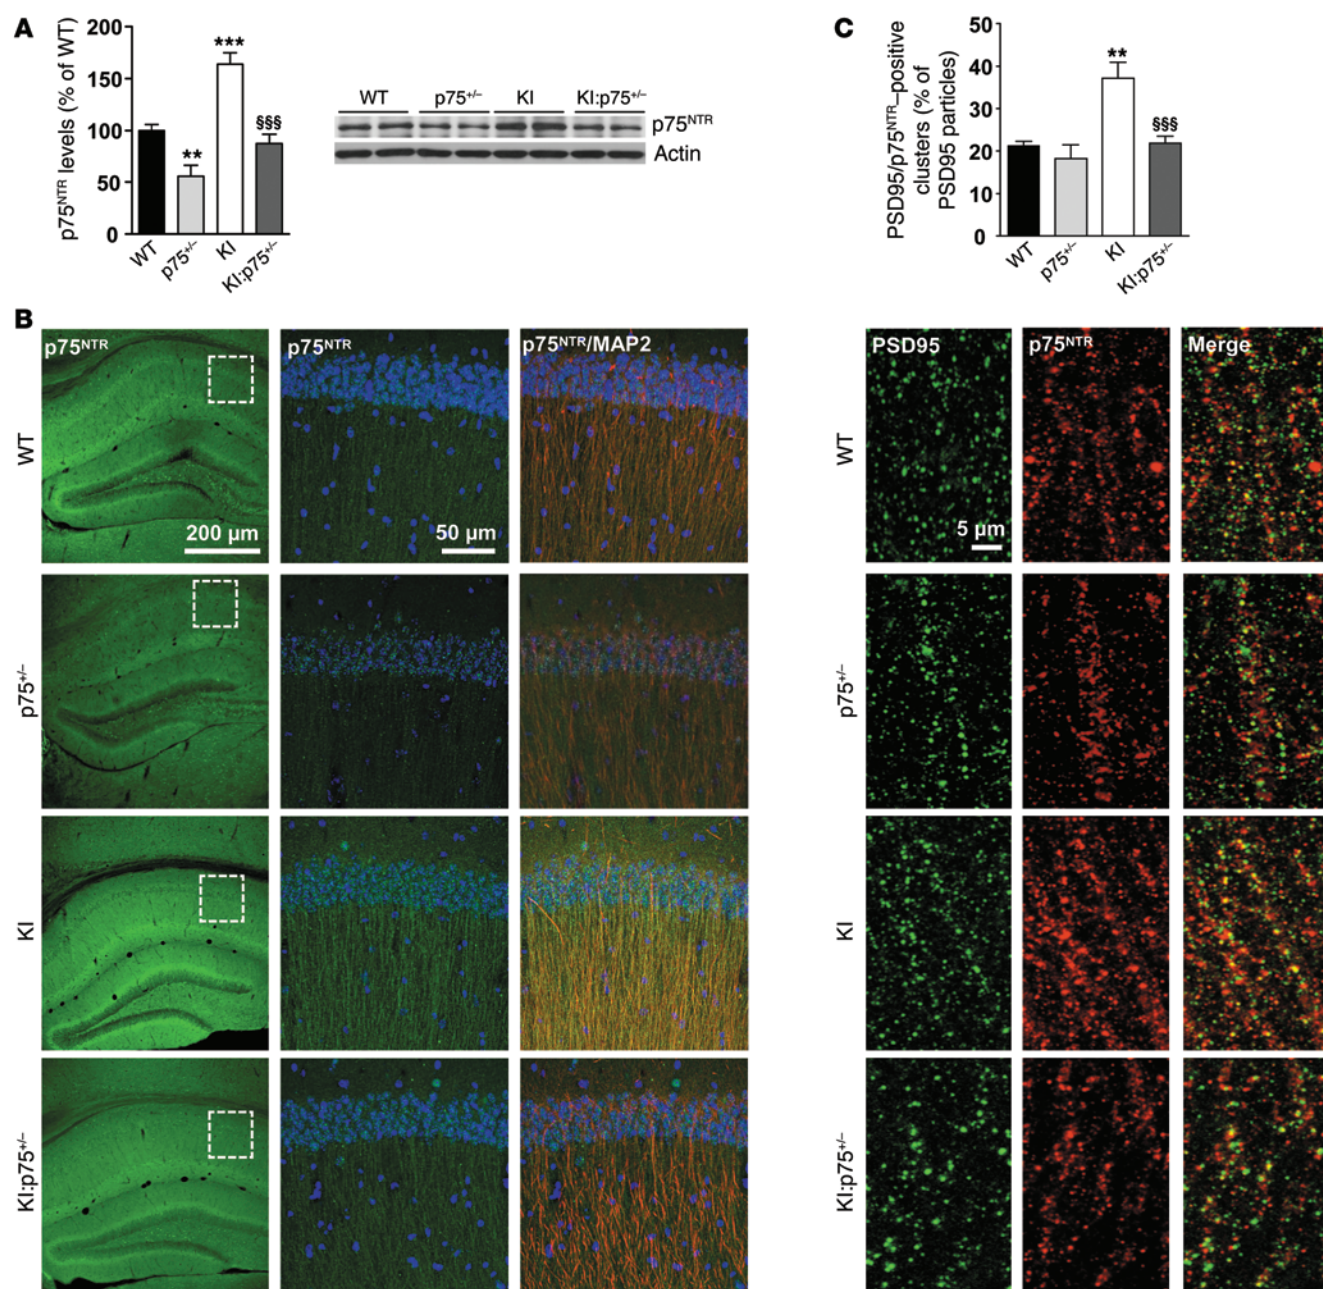 A
p75NTR levels (% of WT)
200
150
100
50
0
**
***
§§§
WT
p75+/–
KI
KI:p75+/–
WT p75+/– KI KI:p75+/–
p75NTR
Actin
C
PSD95/p75NTR–positive
clusters (% of
PSD95 particles)
50
40
30
20
10
0
**
§§§
WT
p75+/–
KI
KI:p75+/–
B
p75NTR p75NTR p75NTR/MAP2
WT
200 µm 50 µm
p75+/–
KI
KI:p75+/–
PSD95 p75NTR Merge
WT
5 µm
p75+/–
KI
KI:p75+/–